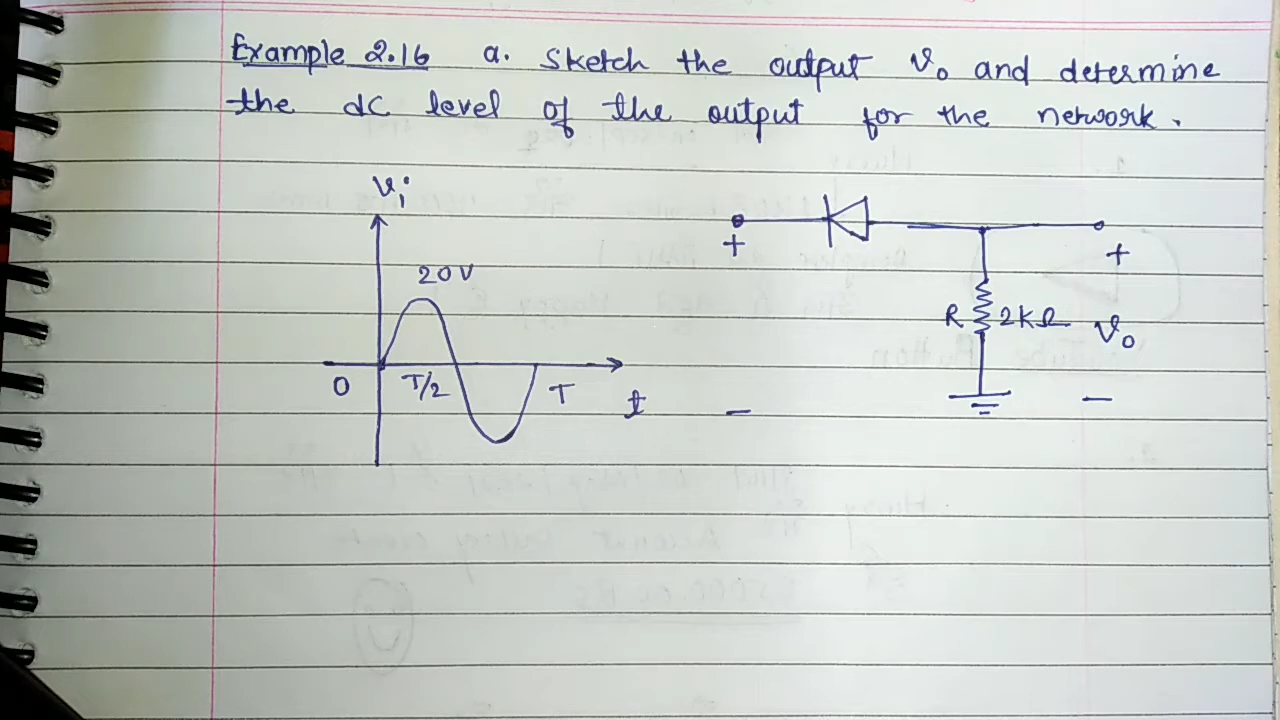 Example 2.16 a. Sketch the output v₀ and determine
the dc level of the output for the network.
vᵢ
20V
0 T/2 T t
+ +
R 2KΩ v₀
- -